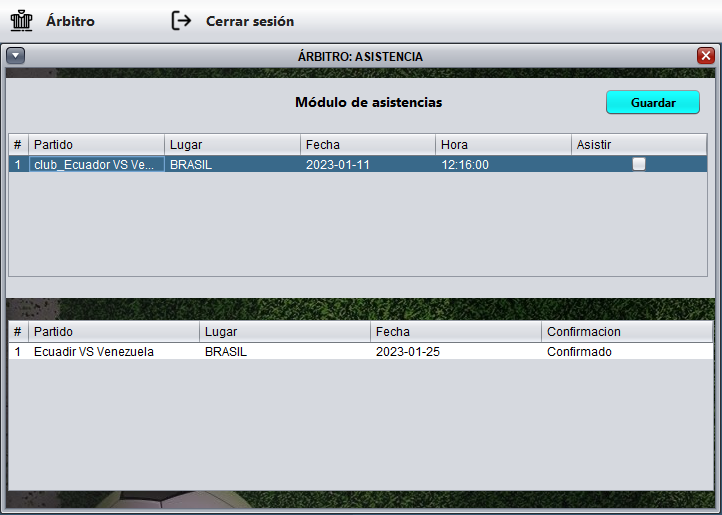 Árbitro Cerrar sesión
ÁRBITRO: ASISTENCIA
Módulo de asistencias Guardar
# Partido Lugar Fecha Hora Asistir
1 club_Ecuador VS Ve... BRASIL 2023-01-11 12:16:00
# Partido Lugar Fecha Confirmacion
1 Ecuadir VS Venezuela BRASIL 2023-01-25 Confirmado